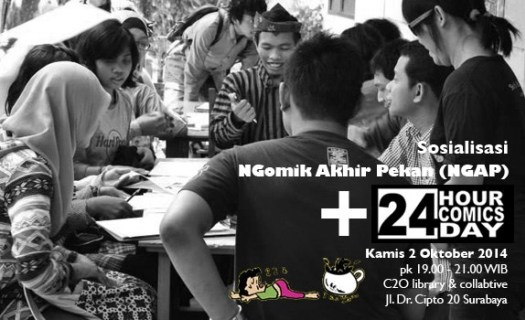 Sosialisasi
NGomik Akhir Pekan (NGAP)
+ 24 HOUR
COMICS
DAY
Kamis 2 Oktober 2014
pk 19.00 - 21.00 WIB
C2O library & collabtive
Jl. Dr. Cipto 20 Surabaya